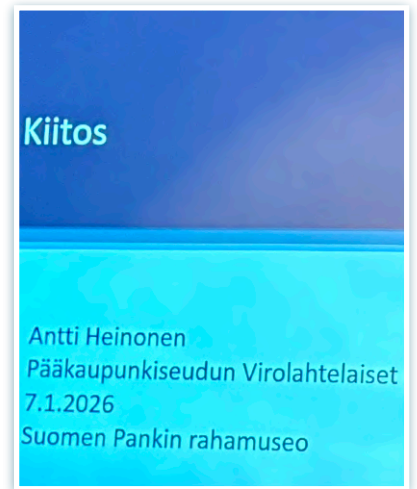 Kiitos
Antti Heinonen
Pääkaupunkiseudun Virolahtelaiset
7.1.2026
Suomen Pankin rahamuseo